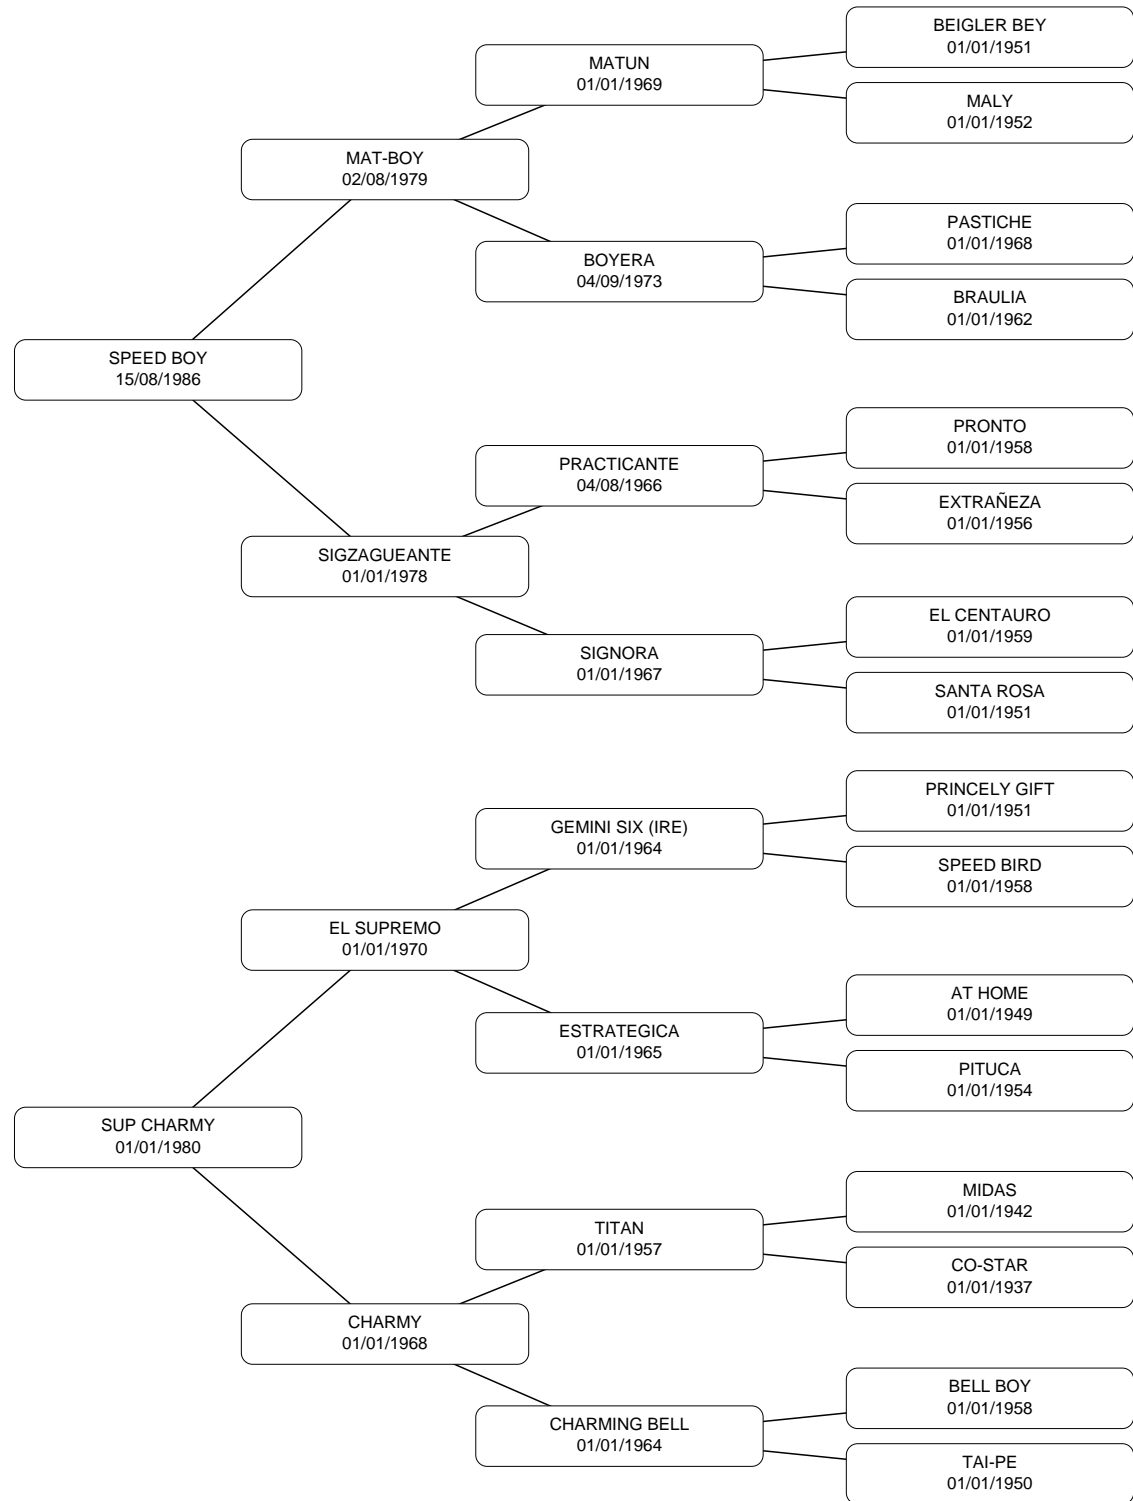 BEIGLER BEY
01/01/1951
MATUN
01/01/1969
MALY
01/01/1952
MAT-BOY
02/08/1979
PASTICHE
01/01/1968
BOYERA
04/09/1973
BRAULIA
01/01/1962
SPEED BOY
15/08/1986
PRONTO
01/01/1958
PRACTICANTE
04/08/1966
EXTRAÑEZA
01/01/1956
SIGZAGUEANTE
01/01/1978
EL CENTAURO
01/01/1959
SIGNORA
01/01/1967
SANTA ROSA
01/01/1951
PRINCELY GIFT
01/01/1951
GEMINI SIX (IRE)
01/01/1964
SPEED BIRD
01/01/1958
EL SUPREMO
01/01/1970
AT HOME
01/01/1949
ESTRATEGICA
01/01/1965
PITUCA
01/01/1954
SUP CHARMY
01/01/1980
MIDAS
01/01/1942
TITAN
01/01/1957
CO-STAR
01/01/1937
CHARMY
01/01/1968
BELL BOY
01/01/1958
CHARMING BELL
01/01/1964
TAI-PE
01/01/1950